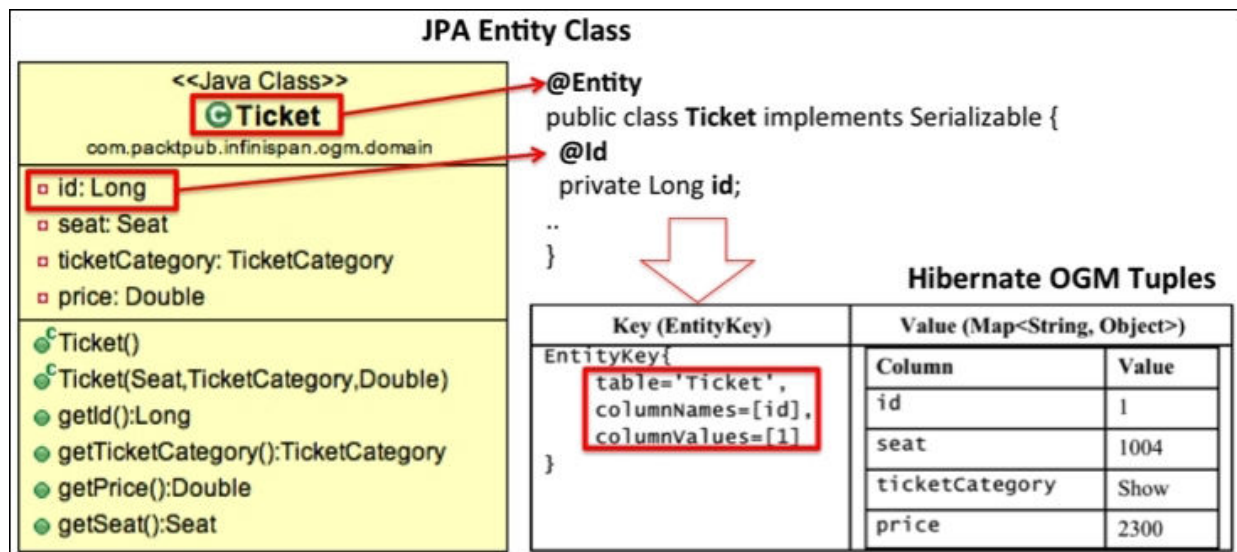 JPA Entity Class
<<Java Class>>
C Ticket
com.packtpub.infinispan.ogm.domain
id: Long
seat: Seat
ticketCategory: TicketCategory
price: Double
C Ticket()
C Ticket(Seat,TicketCategory,Double)
getId():Long
getTicketCategory():TicketCategory
getPrice():Double
getSeat():Seat
@Entity
public class Ticket implements Serializable {
@Id
private Long id;
..
}
Hibernate OGM Tuples
Key (EntityKey)
EntityKey{
table='Ticket',
columnNames=[id],
columnValues=[1]
}
Value (Map<String, Object>)
Column Value
id 1
seat 1004
ticketCategory Show
price 2300